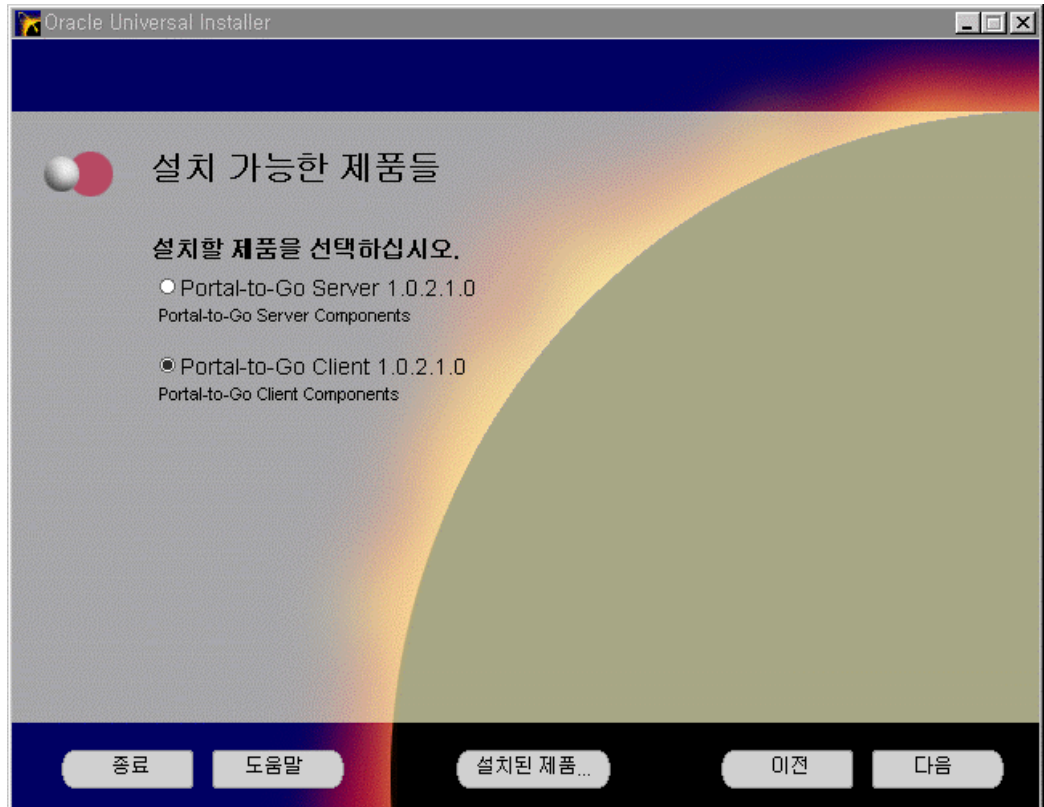 Oracle Universal Installer
설치 가능한 제품들
설치할 제품을 선택하십시오.
Portal-to-Go Server 1.0.2.1.0
Portal-to-Go Server Components
Portal-to-Go Client 1.0.2.1.0
Portal-to-Go Client Components
종료 도움말 설치된 제품... 이전 다음